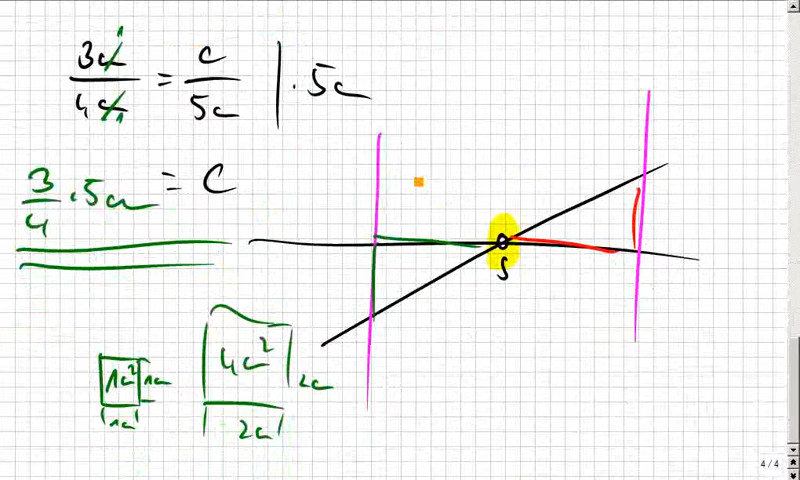 3cm/4cm = c/5cm | · 5cm
3/4 · 5cm = c
S
4cm²
1cm² 1cm
2cm
1cm
2cm
4 / 4